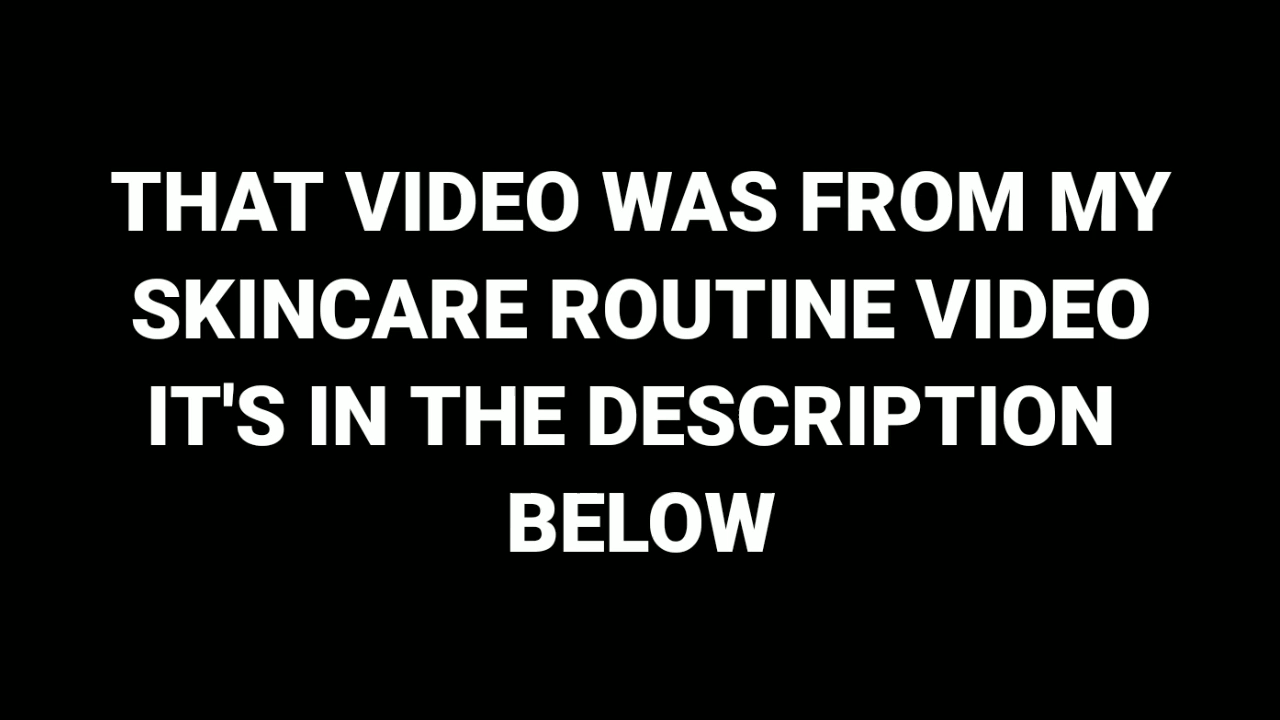 THAT VIDEO WAS FROM MY
SKINCARE ROUTINE VIDEO
IT'S IN THE DESCRIPTION
BELOW